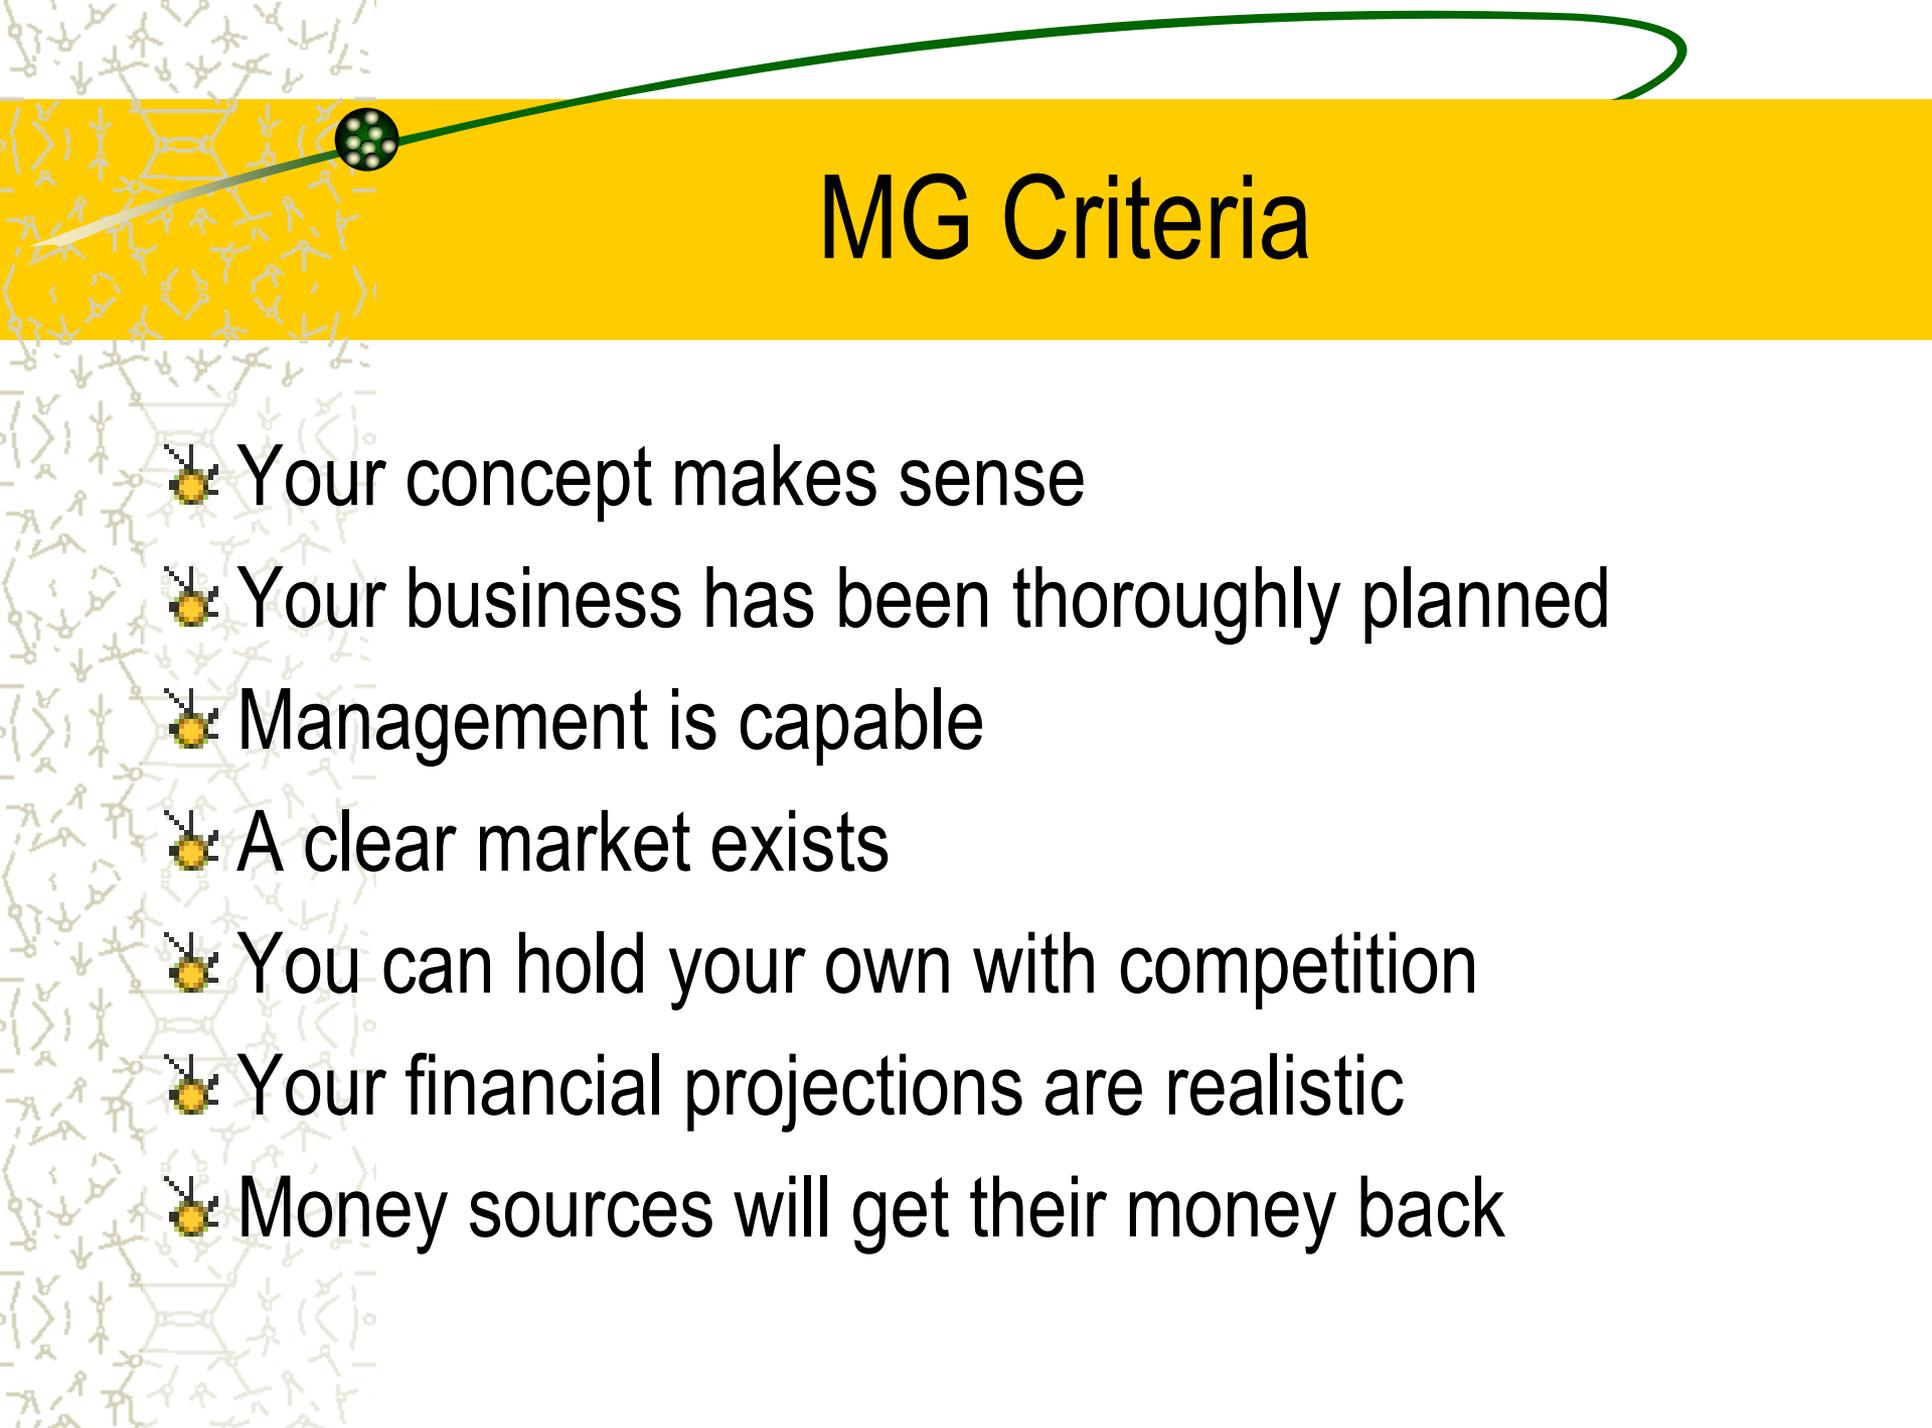 MG Criteria
Your concept makes sense
Your business has been thoroughly planned
Management is capable
A clear market exists
You can hold your own with competition
Your financial projections are realistic
Money sources will get their money back